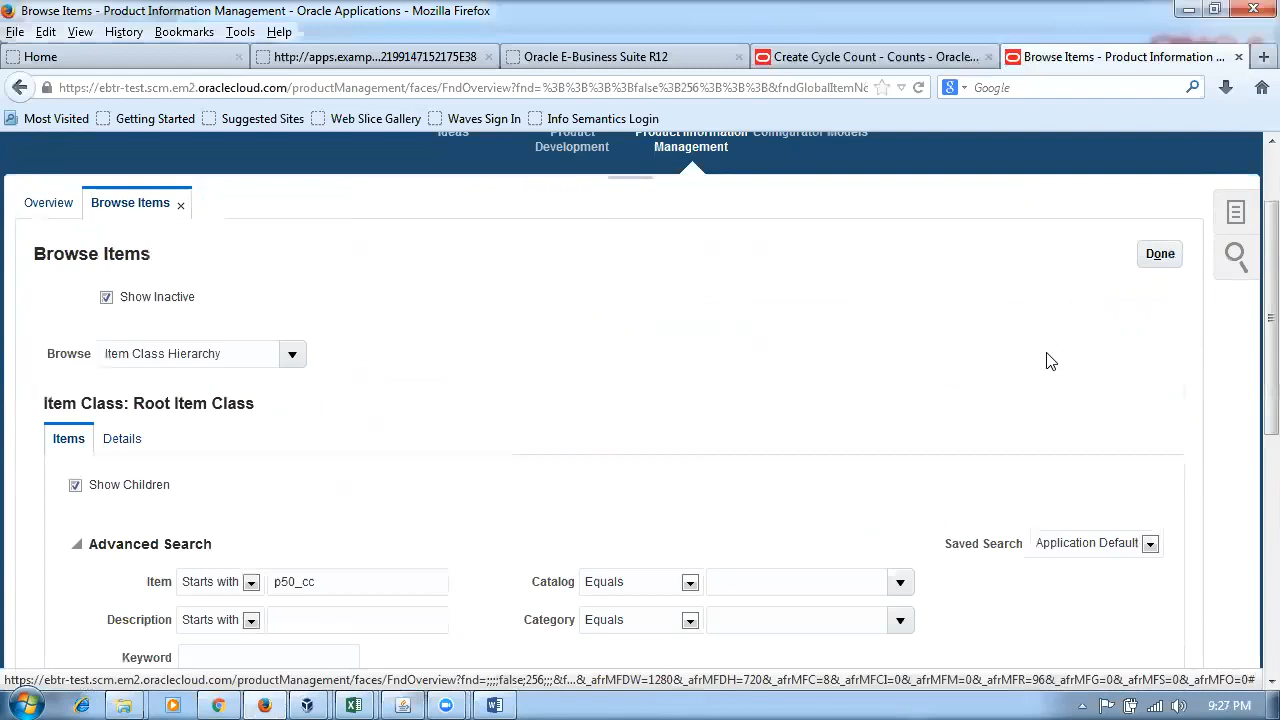 Browse Items - Product Information Management - Oracle Applications - Mozilla Firefox
File Edit View History Bookmarks Tools Help
Home × http://apps.examp...2199147152175E38 × Oracle E-Business Suite R12 × Create Cycle Count - Counts - Oracle... × Browse Items - Product Information ... × +
https://ebtr-test.scm.em2.oraclecloud.com/productManagement/faces/FndOverview?fnd=%3B%3B%3Bfalse%3B256%3B%3B%3B&fndGlobalItemNo Google
Most Visited Getting Started Suggested Sites Web Slice Gallery Waves Sign In Info Semantics Login
Ideas Product Development Product Information Management Configurator Models
Overview Browse Items ×
Browse Items Done
Show Inactive
Browse Item Class Hierarchy
Item Class: Root Item Class
Items Details
Show Children
Advanced Search Saved Search Application Default
Item Starts with p50_cc Catalog Equals
Description Starts with Category Equals
Keyword
https://ebtr-test.scm.em2.oraclecloud.com/productManagement/faces/FndOverview?fnd=;;;;false;256;;;&f..._afrMFDW=1280&_afrMFDH=720&_afrMFC=8&_afrMFCI=0&_afrMFM=0&_afrMFR=96&_afrMFG=0&_afrMFS=0&_afrMFO=0#
9:27 PM